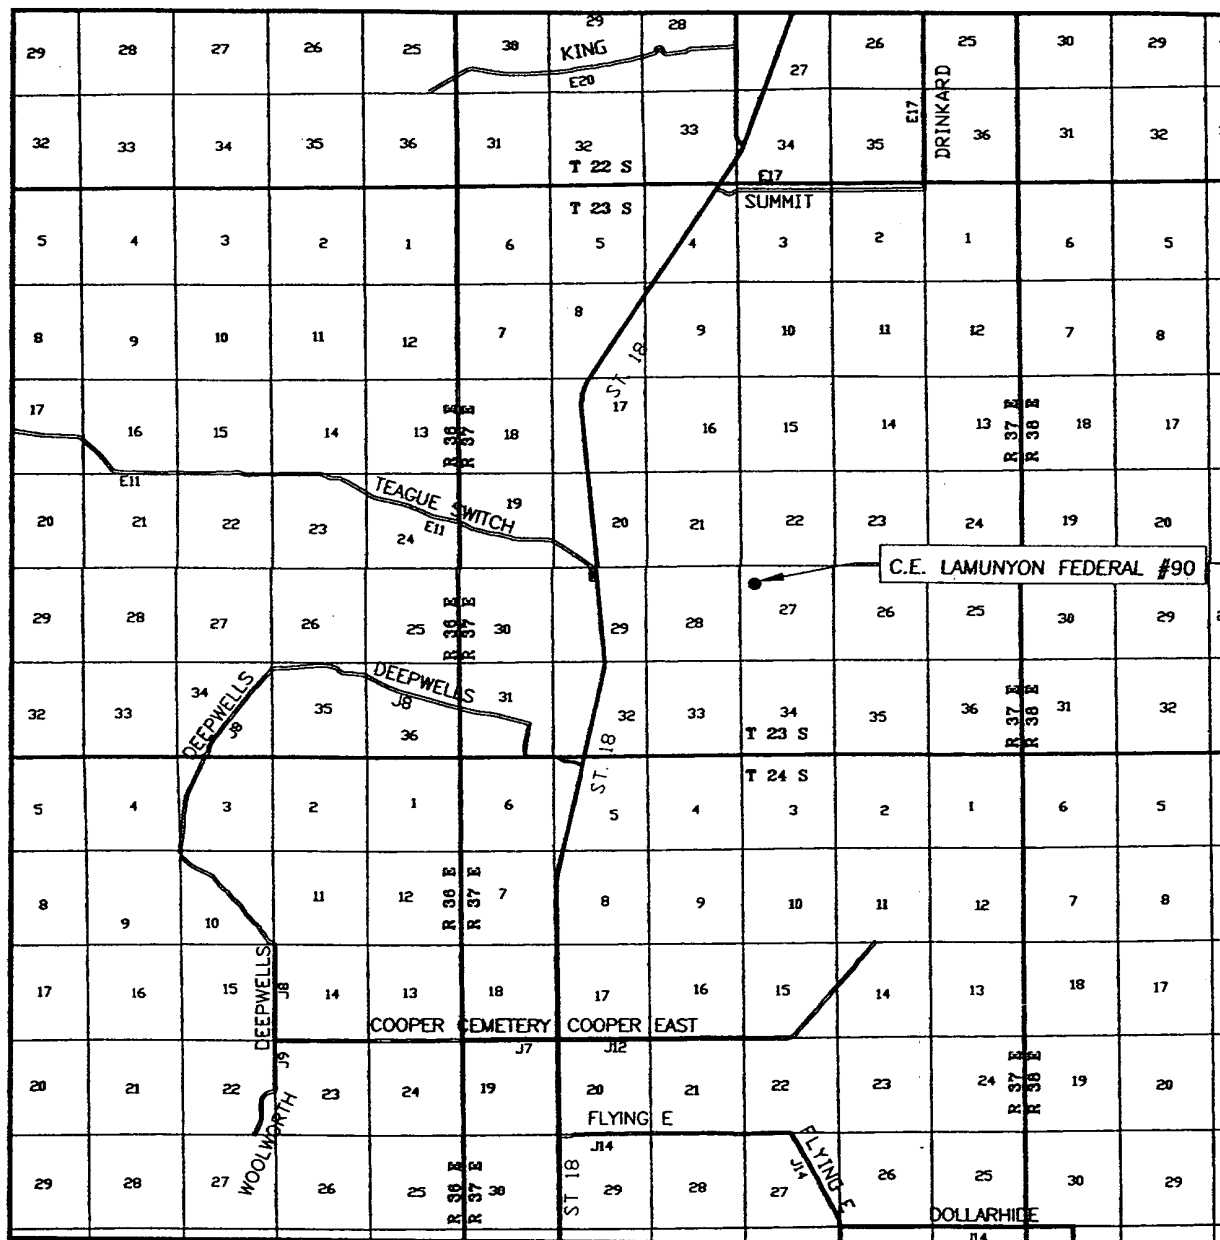 29 28
29 28 27 26 25 38 KING 27 26 25 30 29
E20
E17 DRINKARD
32 33 34 35 36 31 32 33 34 35 36 31 32
T 22 S
E17
T 23 S SUMMIT
5 4 3 2 1 6 5 4 3 2 1 6 5
8 9 10 11 12 7 8 9 10 11 12 7 8
ST. 18
17 16 15 14 13 18 17 16 15 14 13 18 17
R 36 E R 37 E
R 37 E R 38 E
E11 TEAGUE SWITCH
E11
20 21 22 23 24 19 20 21 22 23 24 19 20
C.E. LAMUNYON FEDERAL #90
29 28 27 26 25 30 29 28 27 26 25 30 29
R 36 E R 37 E
DEEPWELLS J8 DEEPWELLS J8
32 33 34 35 36 31 32 33 34 35 36 31 32
R 37 E R 38 E
T 23 S
ST. 18
T 24 S
5 4 3 2 1 6 5 4 3 2 1 6 5
8 9 10 11 12 7 8 9 10 11 12 7 8
R 36 E R 37 E
17 16 15 14 13 18 17 16 15 14 13 18 17
DEEPWELLS J8
COOPER CEMETERY COOPER EAST
J7 J12
J9
20 21 22 23 24 19 20 21 22 23 24 19 20
R 37 E R 38 E
WOOLWORTH
FLYING E
J14
FLYING E
J14
29 28 27 26 25 30 29 28 27 26 25 30 29
R 36 E R 37 E
ST 18
DOLLARHIDE
J14